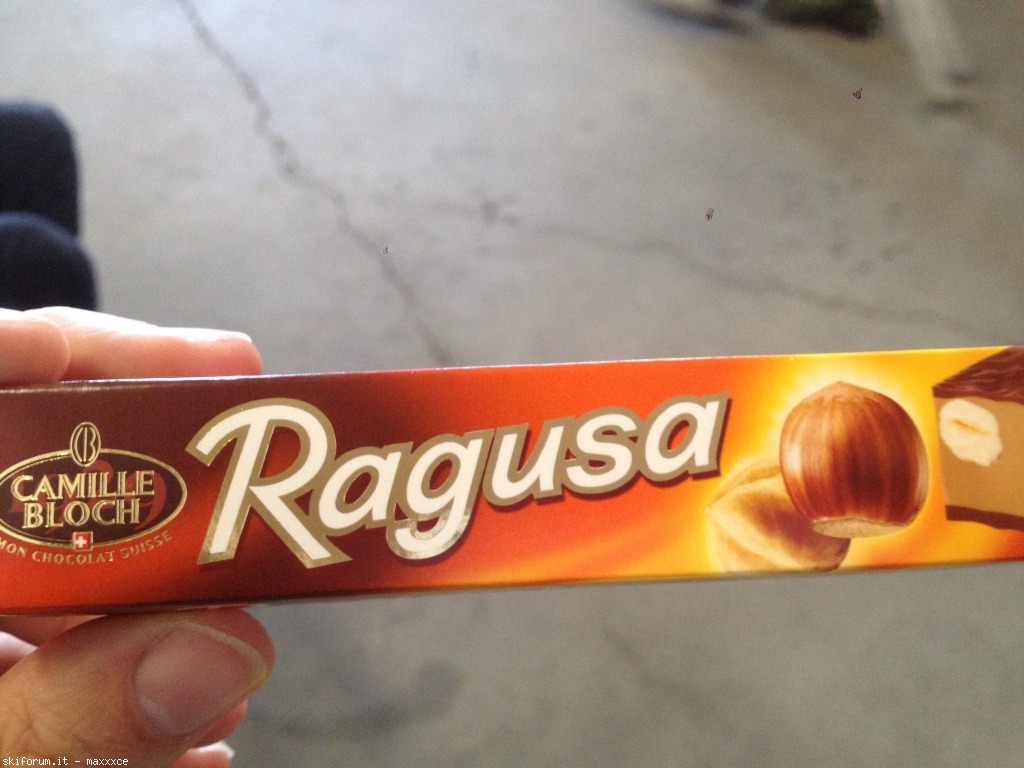 CAMILLE
BLOCH
MON CHOCOLAT SUISSE
Ragusa
skiforum.it - maxxxce